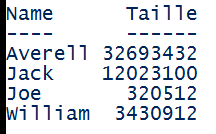 Name Taille
---- ------
Averell 32693432
Jack 12023100
Joe 320512
William 3430912